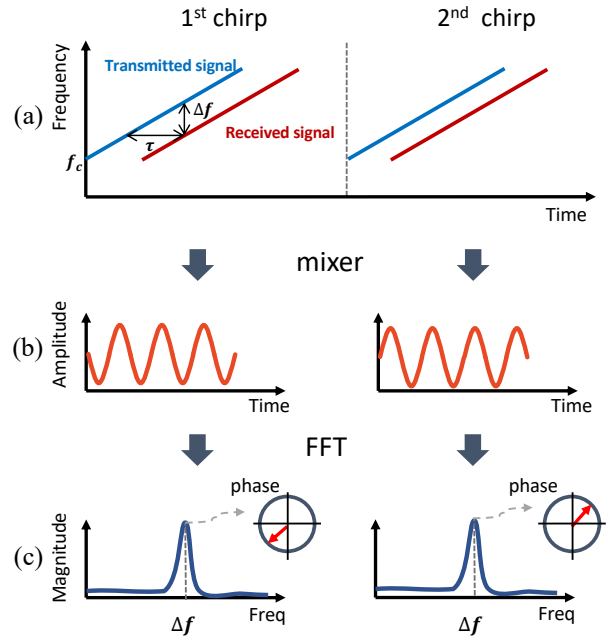 1st chirp
2nd chirp
(a)
Frequency
Transmitted signal
Δf
τ
Received signal
fc
Time
mixer
(b)
Amplitude
Time
Time
FFT
phase
phase
(c)
Magnitude
Freq
Freq
Δf
Δf